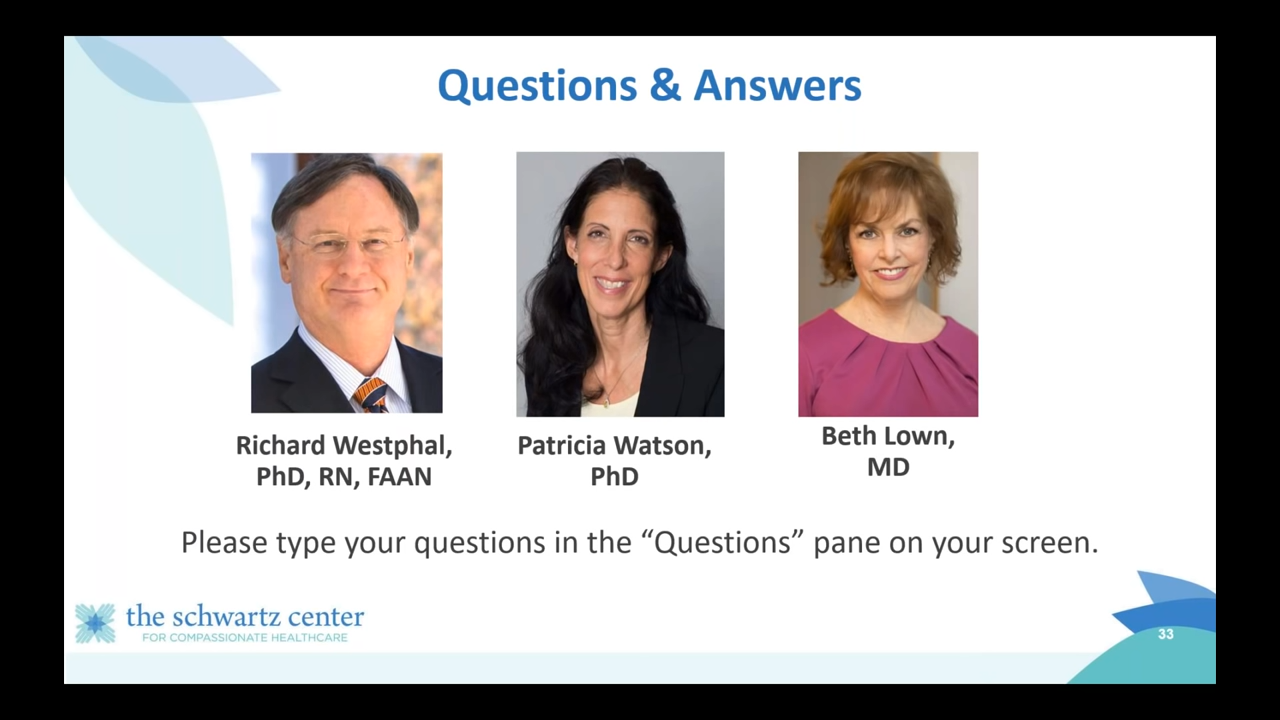 Questions & Answers
Richard Westphal,
PhD, RN, FAAN
Patricia Watson,
PhD
Beth Lown,
MD
Please type your questions in the “Questions” pane on your screen.
the schwartz center
FOR COMPASSIONATE HEALTHCARE
33